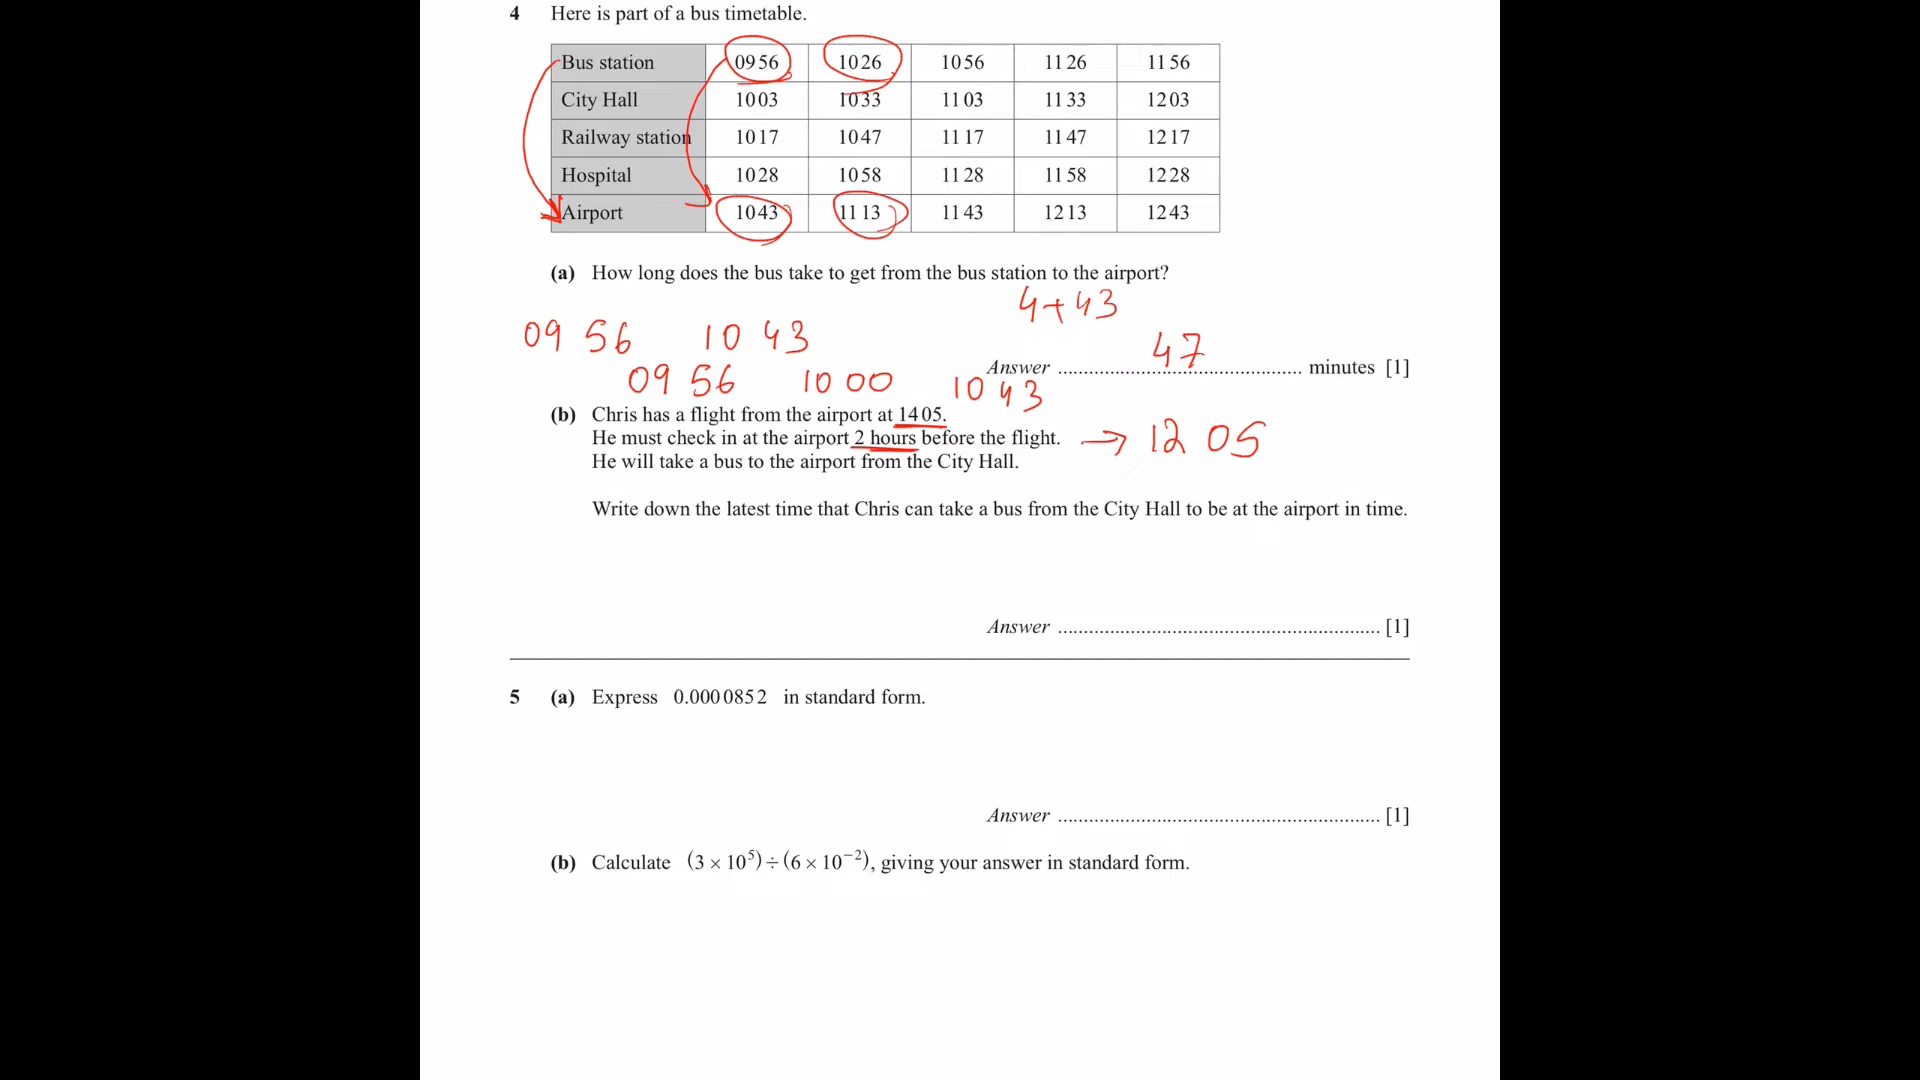 4 Here is part of a bus timetable.
Bus station 0956 1026 1056 1126 1156
City Hall 1003 1033 1103 1133 1203
Railway station 1017 1047 1117 1147 1217
Hospital 1028 1058 1128 1158 1228
Airport 1043 1113 1143 1213 1243
(a) How long does the bus take to get from the bus station to the airport?
4+43
09 56 10 43
47
Answer .............................................. minutes [1]
09 56 10 00 10 43
(b) Chris has a flight from the airport at 1405.
He must check in at the airport 2 hours before the flight. → 12 05
He will take a bus to the airport from the City Hall.
Write down the latest time that Chris can take a bus from the City Hall to be at the airport in time.
Answer ............................................................. [1]
5 (a) Express 0.0000852 in standard form.
Answer ............................................................. [1]
(b) Calculate (3 × 10⁵) ÷ (6 × 10⁻²), giving your answer in standard form.